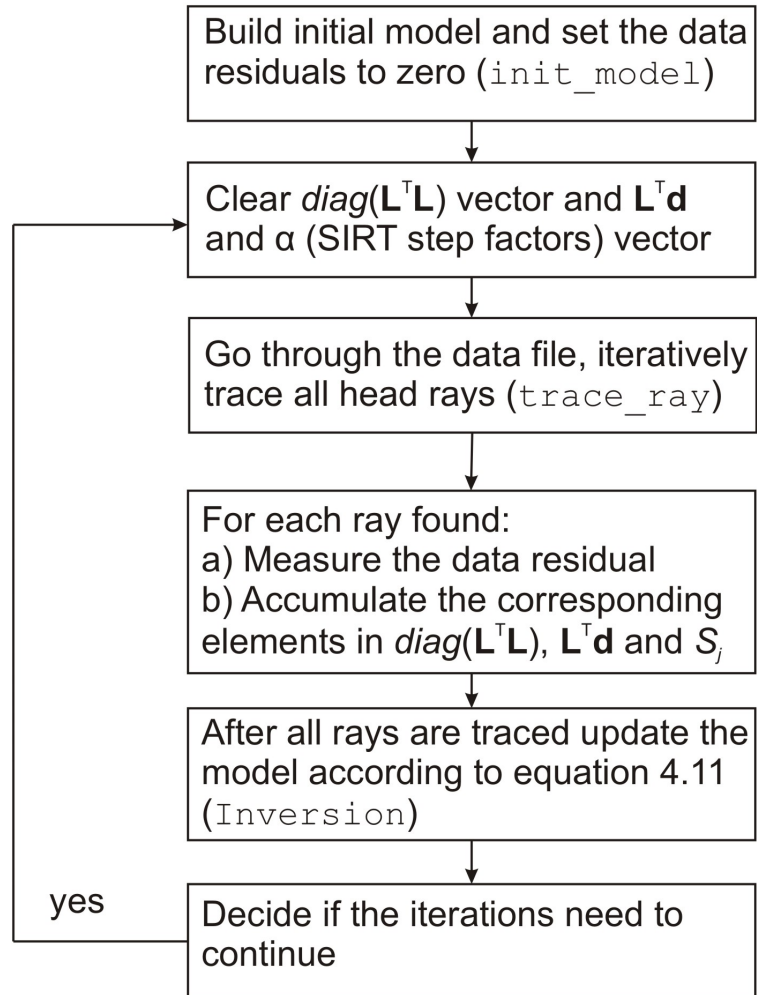 Build initial model and set the data
residuals to zero (init_model)
Clear diag(LᵀL) vector and Lᵀd
and α (SIRT step factors) vector
Go through the data file, iteratively
trace all head rays (trace_ray)
For each ray found:
a) Measure the data residual
b) Accumulate the corresponding
elements in diag(LᵀL), Lᵀd and Sⱼ
After all rays are traced update the
model according to equation 4.11
(Inversion)
yes
Decide if the iterations need to
continue